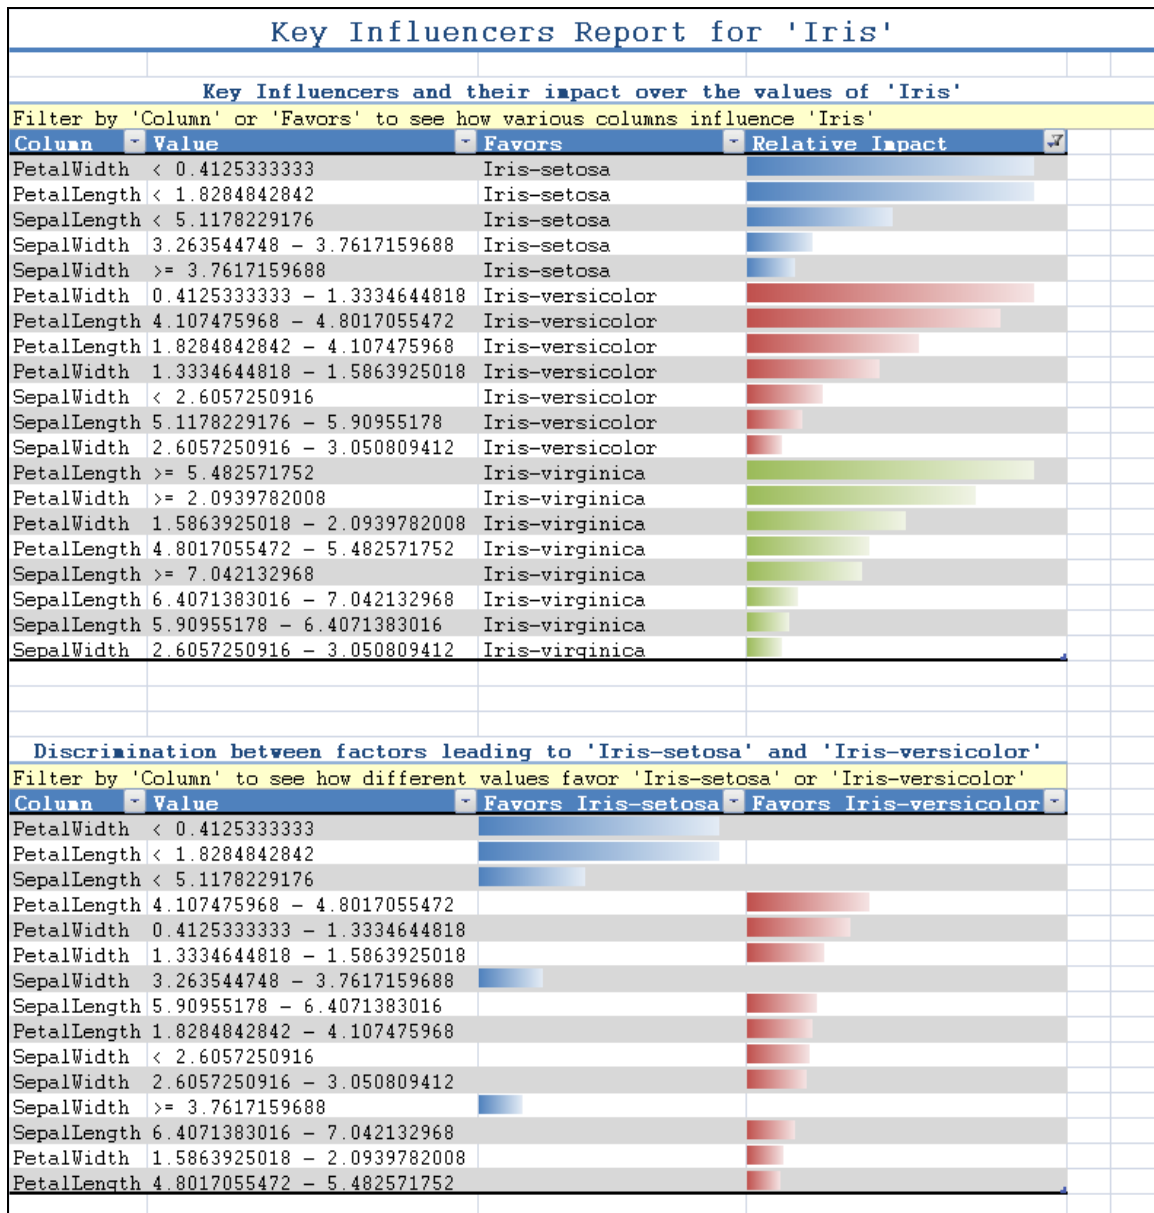 Key Influencers Report for 'Iris'
Key Influencers and their impact over the values of 'Iris'
Filter by 'Column' or 'Favors' to see how various columns influence 'Iris'
Column Value Favors Relative Impact
PetalWidth < 0.4125333333 Iris-setosa
PetalLength < 1.8284842842 Iris-setosa
SepalLength < 5.1178229176 Iris-setosa
SepalWidth 3.263544748 - 3.7617159688 Iris-setosa
SepalWidth >= 3.7617159688 Iris-setosa
PetalWidth 0.4125333333 - 1.3334644818 Iris-versicolor
PetalLength 4.107475968 - 4.8017055472 Iris-versicolor
PetalLength 1.8284842842 - 4.107475968 Iris-versicolor
PetalWidth 1.3334644818 - 1.5863925018 Iris-versicolor
SepalWidth < 2.6057250916 Iris-versicolor
SepalLength 5.1178229176 - 5.90955178 Iris-versicolor
SepalWidth 2.6057250916 - 3.050809412 Iris-versicolor
PetalLength >= 5.482571752 Iris-virginica
PetalWidth >= 2.0939782008 Iris-virginica
PetalWidth 1.5863925018 - 2.0939782008 Iris-virginica
PetalLength 4.8017055472 - 5.482571752 Iris-virginica
SepalLength >= 7.042132968 Iris-virginica
SepalLength 6.4071383016 - 7.042132968 Iris-virginica
SepalLength 5.90955178 - 6.4071383016 Iris-virginica
SepalWidth 2.6057250916 - 3.050809412 Iris-virginica
Discrimination between factors leading to 'Iris-setosa' and 'Iris-versicolor'
Filter by 'Column' to see how different values favor 'Iris-setosa' or 'Iris-versicolor'
Column Value Favors Iris-setosa Favors Iris-versicolor
PetalWidth < 0.4125333333
PetalLength < 1.8284842842
SepalLength < 5.1178229176
PetalLength 4.107475968 - 4.8017055472
PetalWidth 0.4125333333 - 1.3334644818
PetalWidth 1.3334644818 - 1.5863925018
SepalWidth 3.263544748 - 3.7617159688
SepalLength 5.90955178 - 6.4071383016
PetalLength 1.8284842842 - 4.107475968
SepalWidth < 2.6057250916
SepalWidth 2.6057250916 - 3.050809412
SepalWidth >= 3.7617159688
SepalLength 6.4071383016 - 7.042132968
PetalWidth 1.5863925018 - 2.0939782008
PetalLength 4.8017055472 - 5.482571752